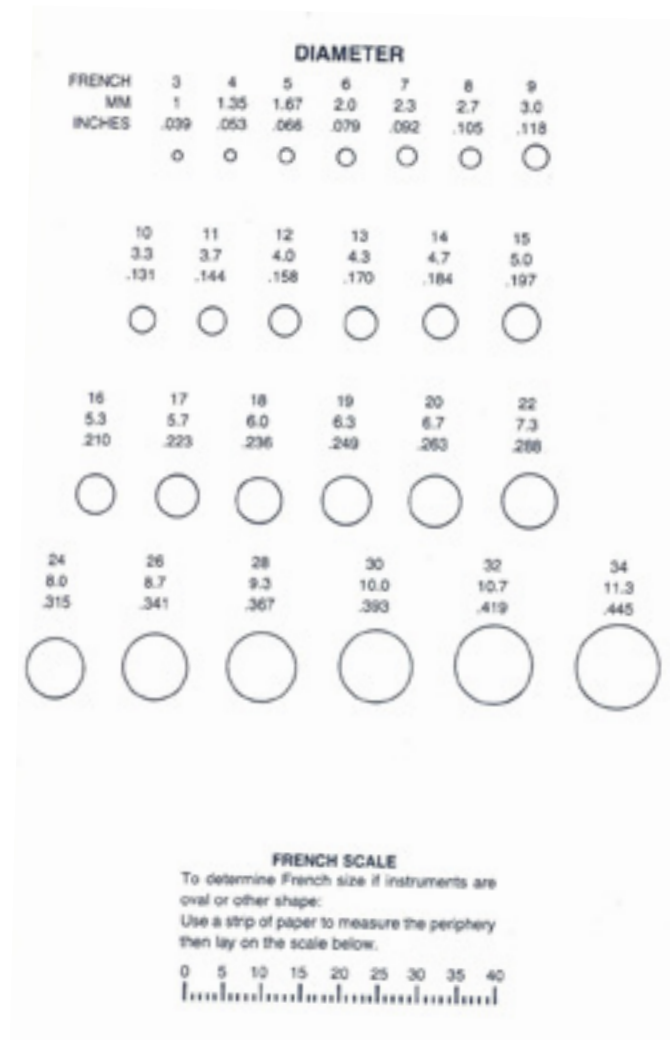 DIAMETER
FRENCH 3 4 5 6 7 8 9
MM 1 1.35 1.67 2.0 2.3 2.7 3.0
INCHES .039 .053 .066 .079 .092 .105 .118
10 11 12 13 14 15
3.3 3.7 4.0 4.3 4.7 5.0
.131 .144 .158 .170 .184 .197
16 17 18 19 20 22
5.3 5.7 6.0 6.3 6.7 7.3
.210 .223 .236 .249 .263 .288
24 26 28 30 32 34
8.0 8.7 9.3 10.0 10.7 11.3
.315 .341 .367 .393 .419 .445
FRENCH SCALE
To determine French size if instruments are
oval or other shape:
Use a strip of paper to measure the periphery
then lay on the scale below.
0 5 10 15 20 25 30 35 40